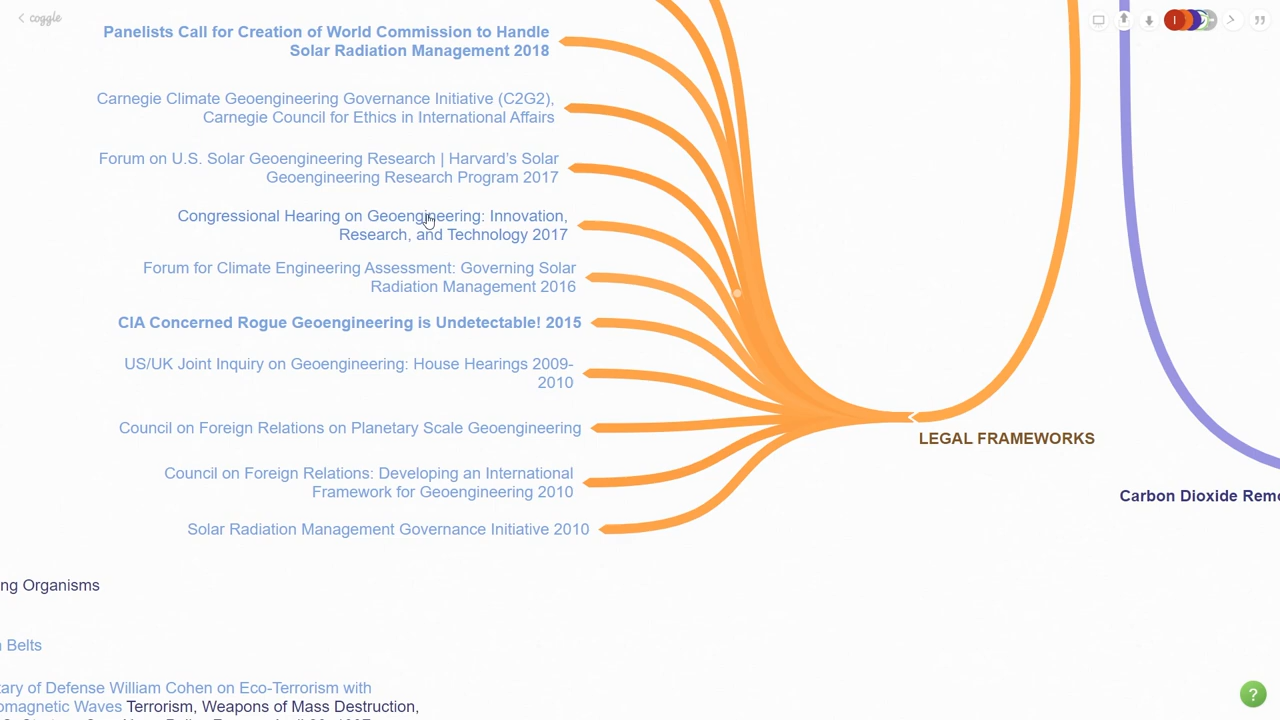 coggle
Panelists Call for Creation of World Commission to Handle
Solar Radiation Management 2018
Carnegie Climate Geoengineering Governance Initiative (C2G2),
Carnegie Council for Ethics in International Affairs
Forum on U.S. Solar Geoengineering Research | Harvard's Solar
Geoengineering Research Program 2017
Congressional Hearing on Geoengineering: Innovation,
Research, and Technology 2017
Forum for Climate Engineering Assessment: Governing Solar
Radiation Management 2016
CIA Concerned Rogue Geoengineering is Undetectable! 2015
US/UK Joint Inquiry on Geoengineering: House Hearings 2009-
2010
Council on Foreign Relations on Planetary Scale Geoengineering
LEGAL FRAMEWORKS
Council on Foreign Relations: Developing an International
Framework for Geoengineering 2010
Carbon Dioxide Remo
Solar Radiation Management Governance Initiative 2010
ng Organisms
Belts
tary of Defense William Cohen on Eco-Terrorism with
omagnetic Waves Terrorism, Weapons of Mass Destruction,